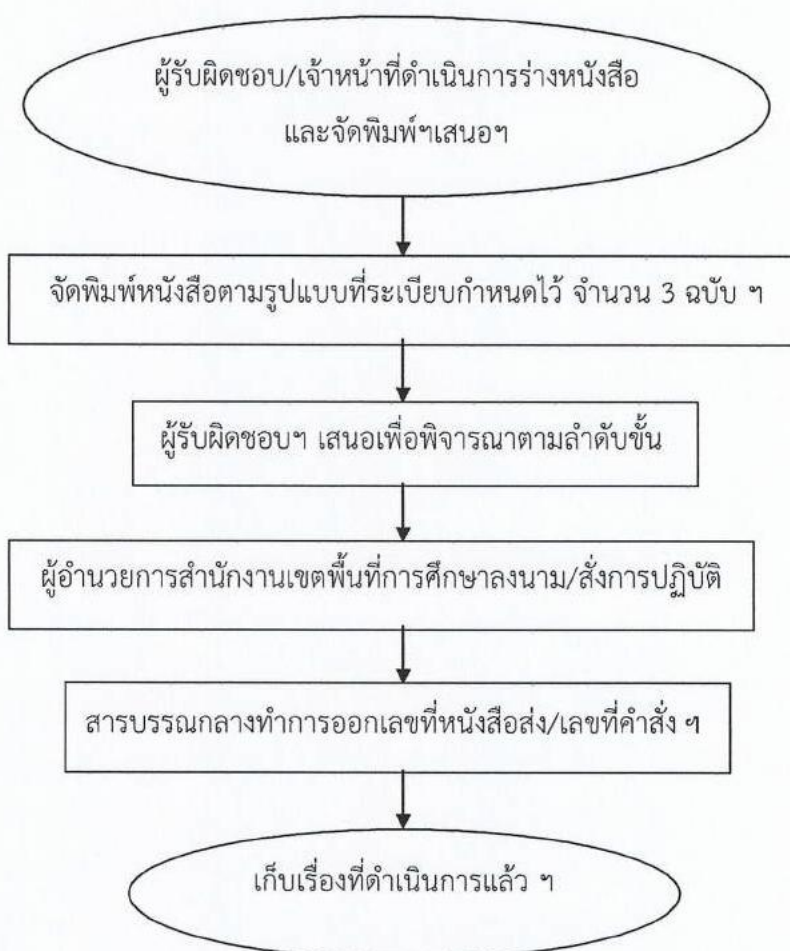 ผู้รับผิดชอบ/เจ้าหน้าที่ดำเนินการร่างหนังสือ
และจัดพิมพ์ฯเสนอฯ
จัดพิมพ์หนังสือตามรูปแบบที่ระเบียบกำหนดไว้ จำนวน 3 ฉบับ ฯ
ผู้รับผิดชอบฯ เสนอเพื่อพิจารณาตามลำดับขั้น
ผู้อำนวยการสำนักงานเขตพื้นที่การศึกษาลงนาม/สั่งการปฏิบัติ
สารบรรณกลางทำการออกเลขที่หนังสือส่ง/เลขที่คำสั่ง ฯ
เก็บเรื่องที่ดำเนินการแล้ว ฯ